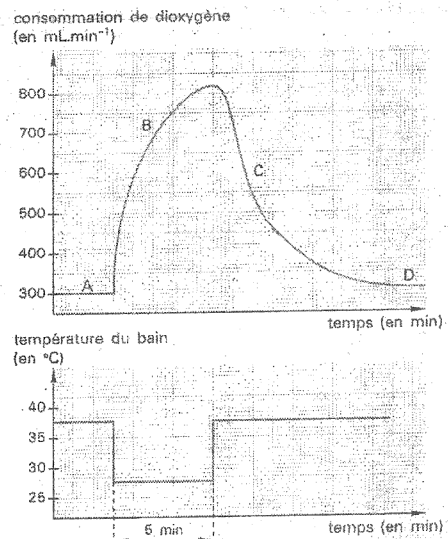 consommation de dioxygène
(en mL.min⁻¹)
800
700
600
500
400
300
A
B
C
D
temps (en min)
température du bain
(en °C)
40
35
30
25
5 min
temps (en min)